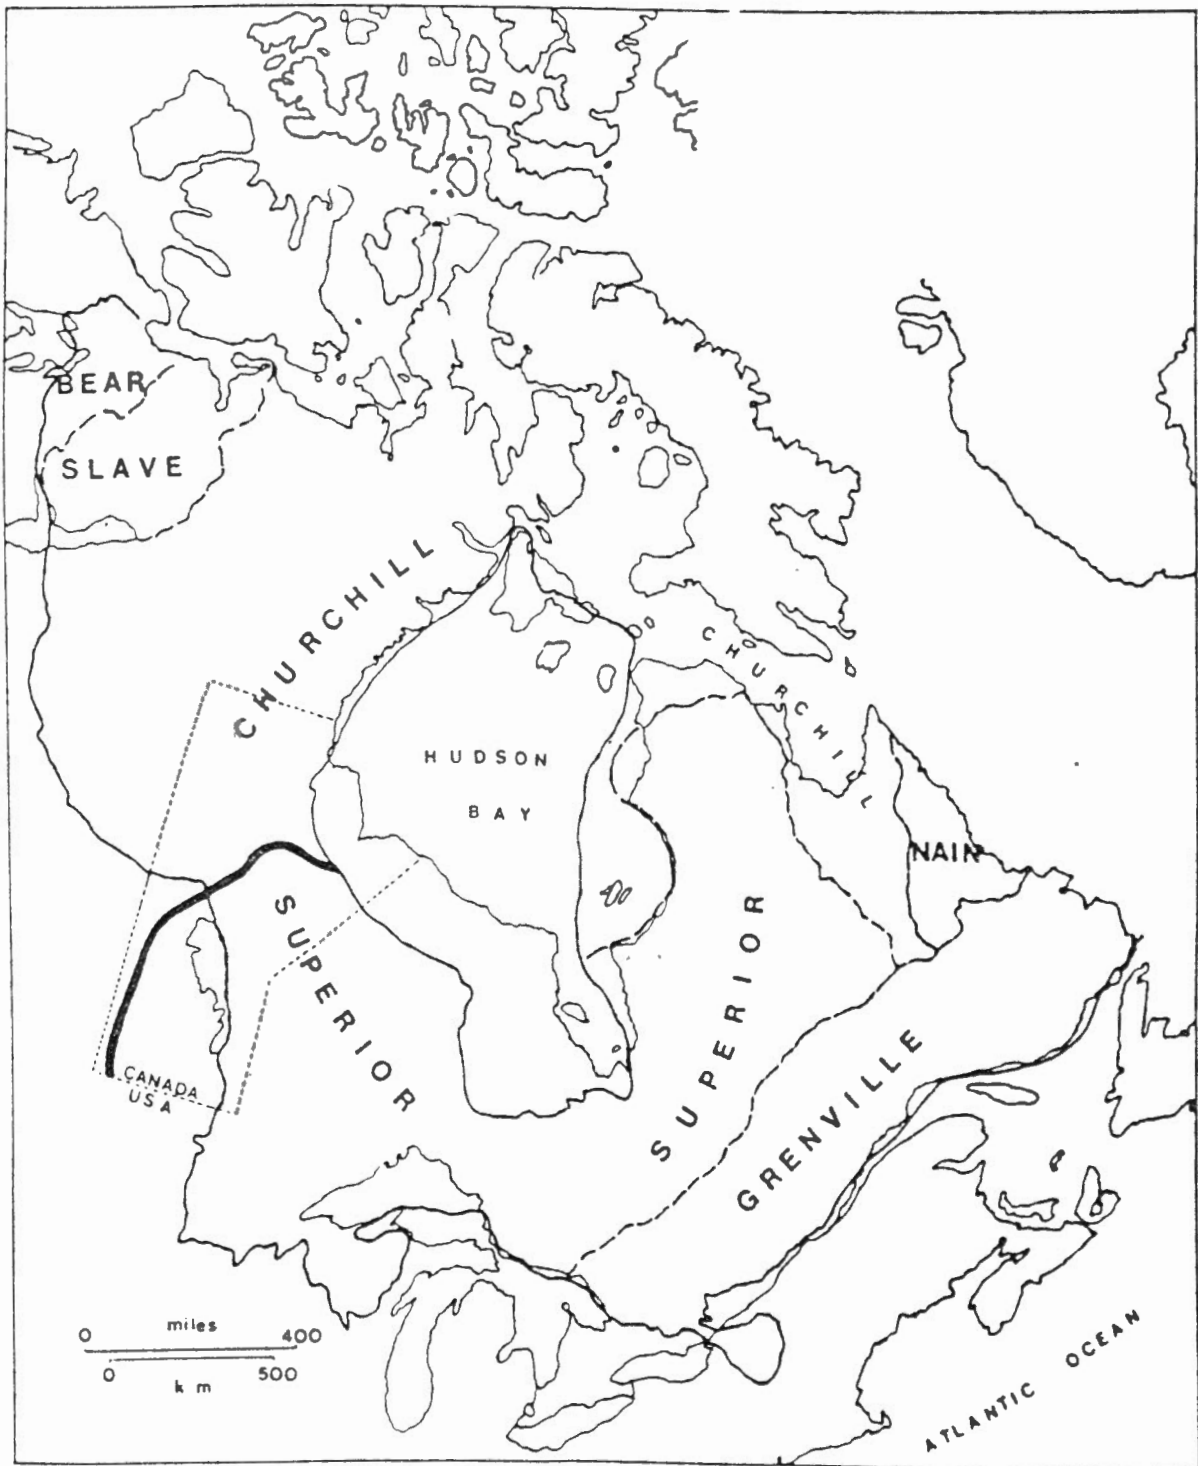 BEAR
SLAVE
CHURCHILL
CHURCHILL
HUDSON
BAY
NAIN
SUPERIOR
SUPERIOR
GRENVILLE
CANADA
USA
miles
0 400
0 500
km
ATLANTIC OCEAN